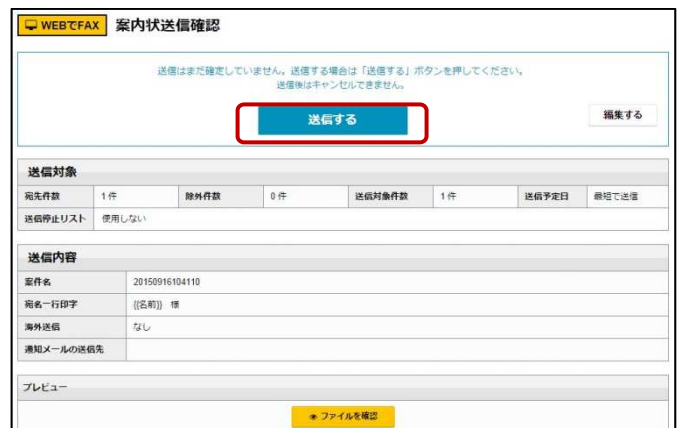 WEBでFAX 案内状送信確認
送信はまだ確定していません。送信する場合は「送信する」ボタンを押してください。
送信後はキャンセルできません。
送信する 編集する
送信対象
宛先件数 1件 除外件数 0件 送信対象件数 1件 送信予定日 最短で送信
送信停止リスト 使用しない
送信内容
案件名 20150916104110
宛名一行印字 {{名前}} 様
海外送信 なし
通知メールの送信先
プレビュー
ファイルを確認